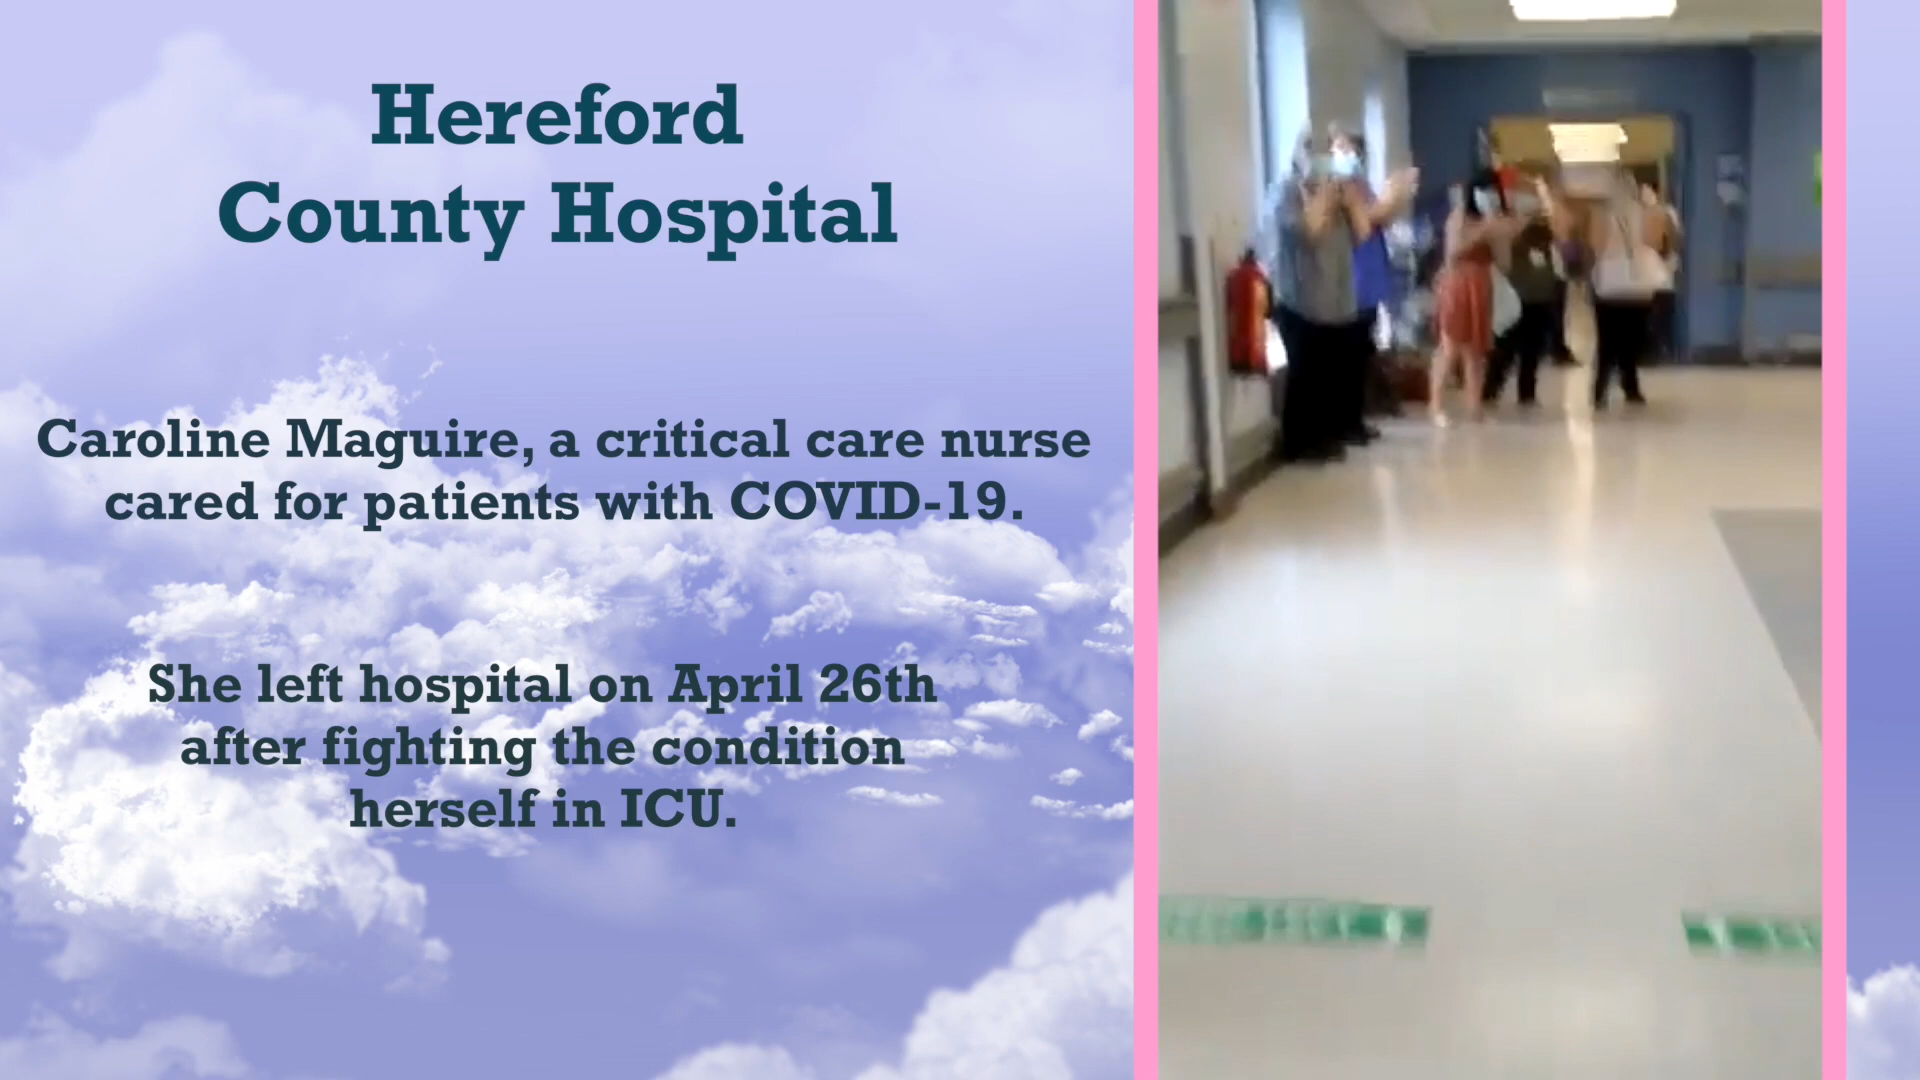 Hereford
County Hospital
Caroline Maguire, a critical care nurse
cared for patients with COVID-19.
She left hospital on April 26th
after fighting the condition
herself in ICU.